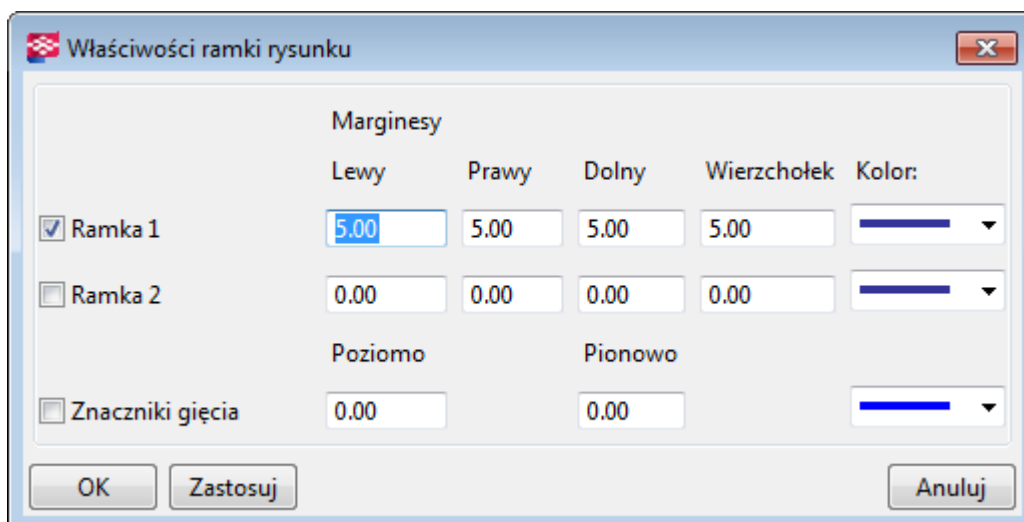 Właściwości ramki rysunku
Marginesy
Lewy Prawy Dolny Wierzchołek Kolor:
Ramka 1 5.00 5.00 5.00 5.00
Ramka 2 0.00 0.00 0.00 0.00
Poziomo Pionowo
Znaczniki gięcia 0.00 0.00
OK Zastosuj Anuluj